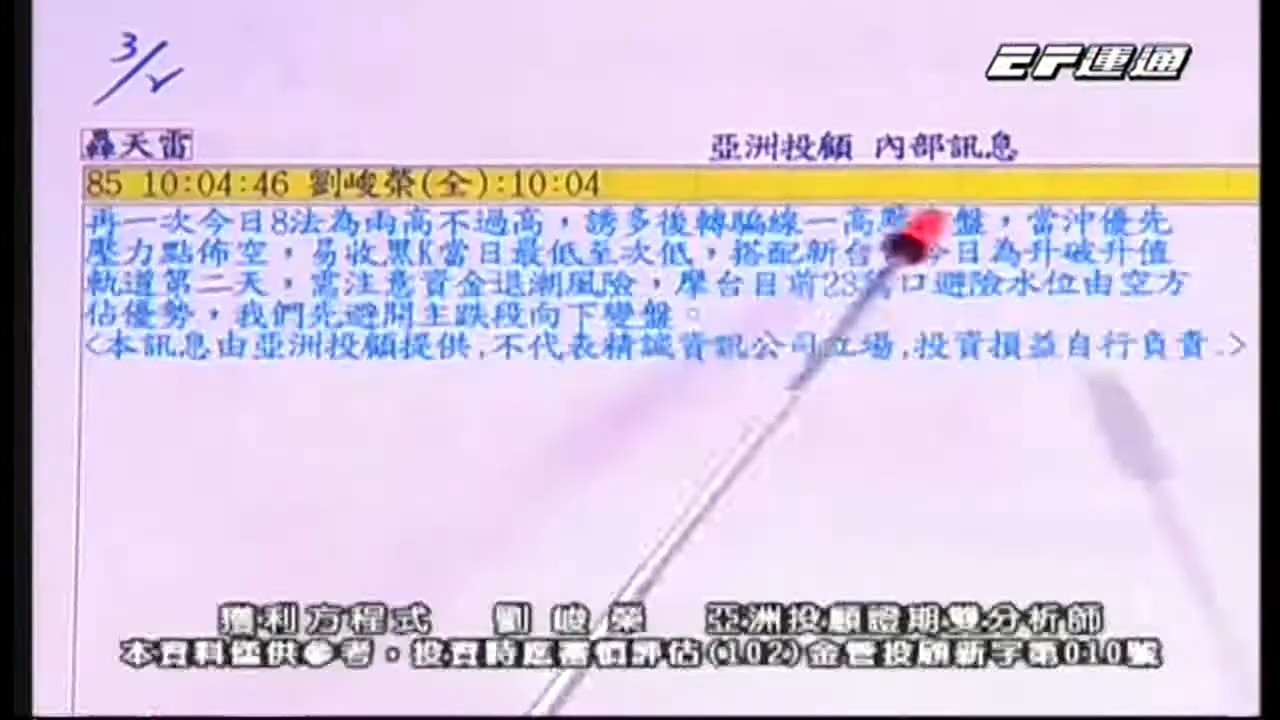 3/2
EF運通
轟天雷
亞洲投顧 內部訊息
85 10:04:46 劉峻榮(全):10:04
再一次今日8法為兩高不過高，誘多後轉騙線一高壓 盤，當沖優先
壓力點佈空，易收黑K當日最低至次低，搭配新台 今日為升破升值
軌道第二天，需注意資金退潮風險，摩台目前23 口避險水位由空方
佔優勢，我們先避開主跌段向下變盤。
<本訊息由亞洲投顧提供,不代表精誠資訊公司立場,投資損益自行負責.>
獲利方程式 劉峻榮 亞洲投顧證期雙分析師
本資料僅供參考，投資時應審慎評估(102)金管投顧新字第010號